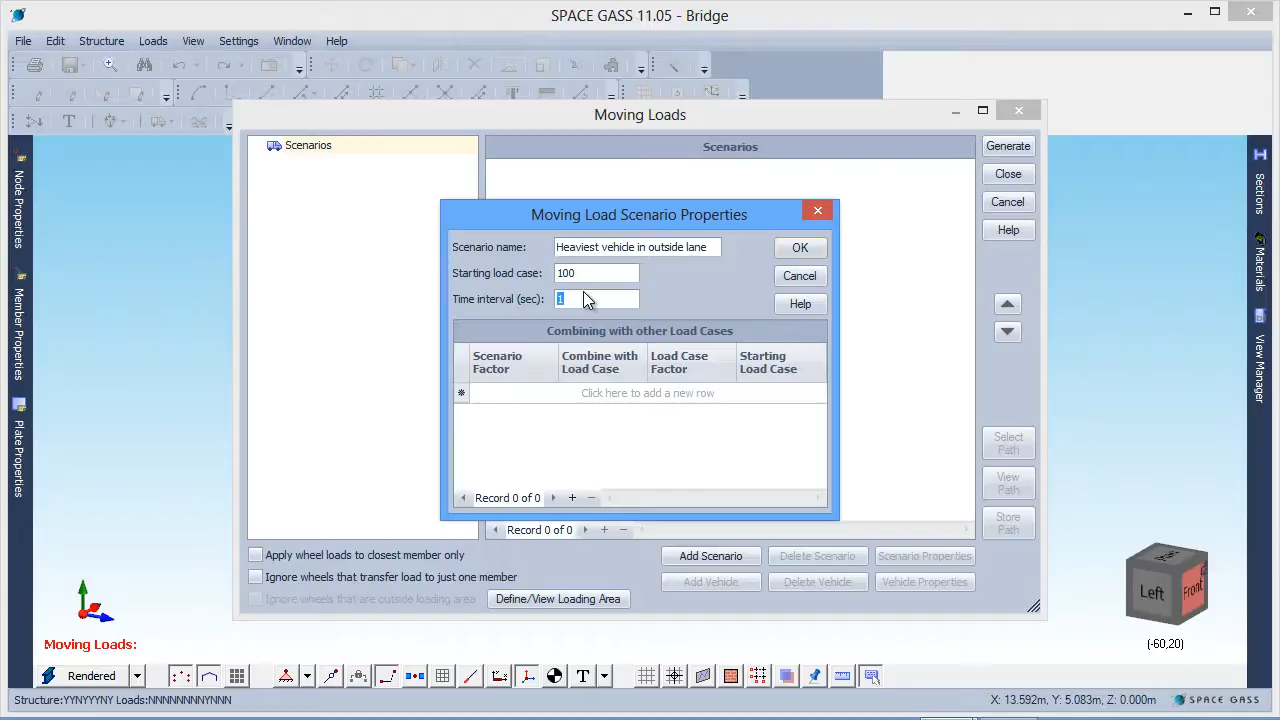 SPACE GASS 11.05 - Bridge
File Edit Structure Loads View Settings Window Help
Moving Loads
Scenarios
Scenarios
Generate
Close
Cancel
Help
Moving Load Scenario Properties
Scenario name: Heaviest vehicle in outside lane
Starting load case: 100
Time interval (sec): 1
OK
Cancel
Help
Combining with other Load Cases
Scenario Factor
Combine with Load Case
Load Case Factor
Starting Load Case
Click here to add a new row
Record 0 of 0
Select Path
View Path
Store Path
Record 0 of 0
Apply wheel loads to closest member only
Ignore wheels that transfer load to just one member
Ignore wheels that are outside loading area
Define/View Loading Area
Add Scenario Delete Scenario Scenario Properties
Add Vehicle Delete Vehicle Vehicle Properties
Node Properties
Member Properties
Plate Properties
Sections
Materials
View Manager
Left Front
(-60,20)
Moving Loads:
Rendered
Structure:YYNYYYNY Loads:NNNNNNNNYNNN
X: 13.592m, Y: 5.083m, Z: 0.000m
SPACE GASS